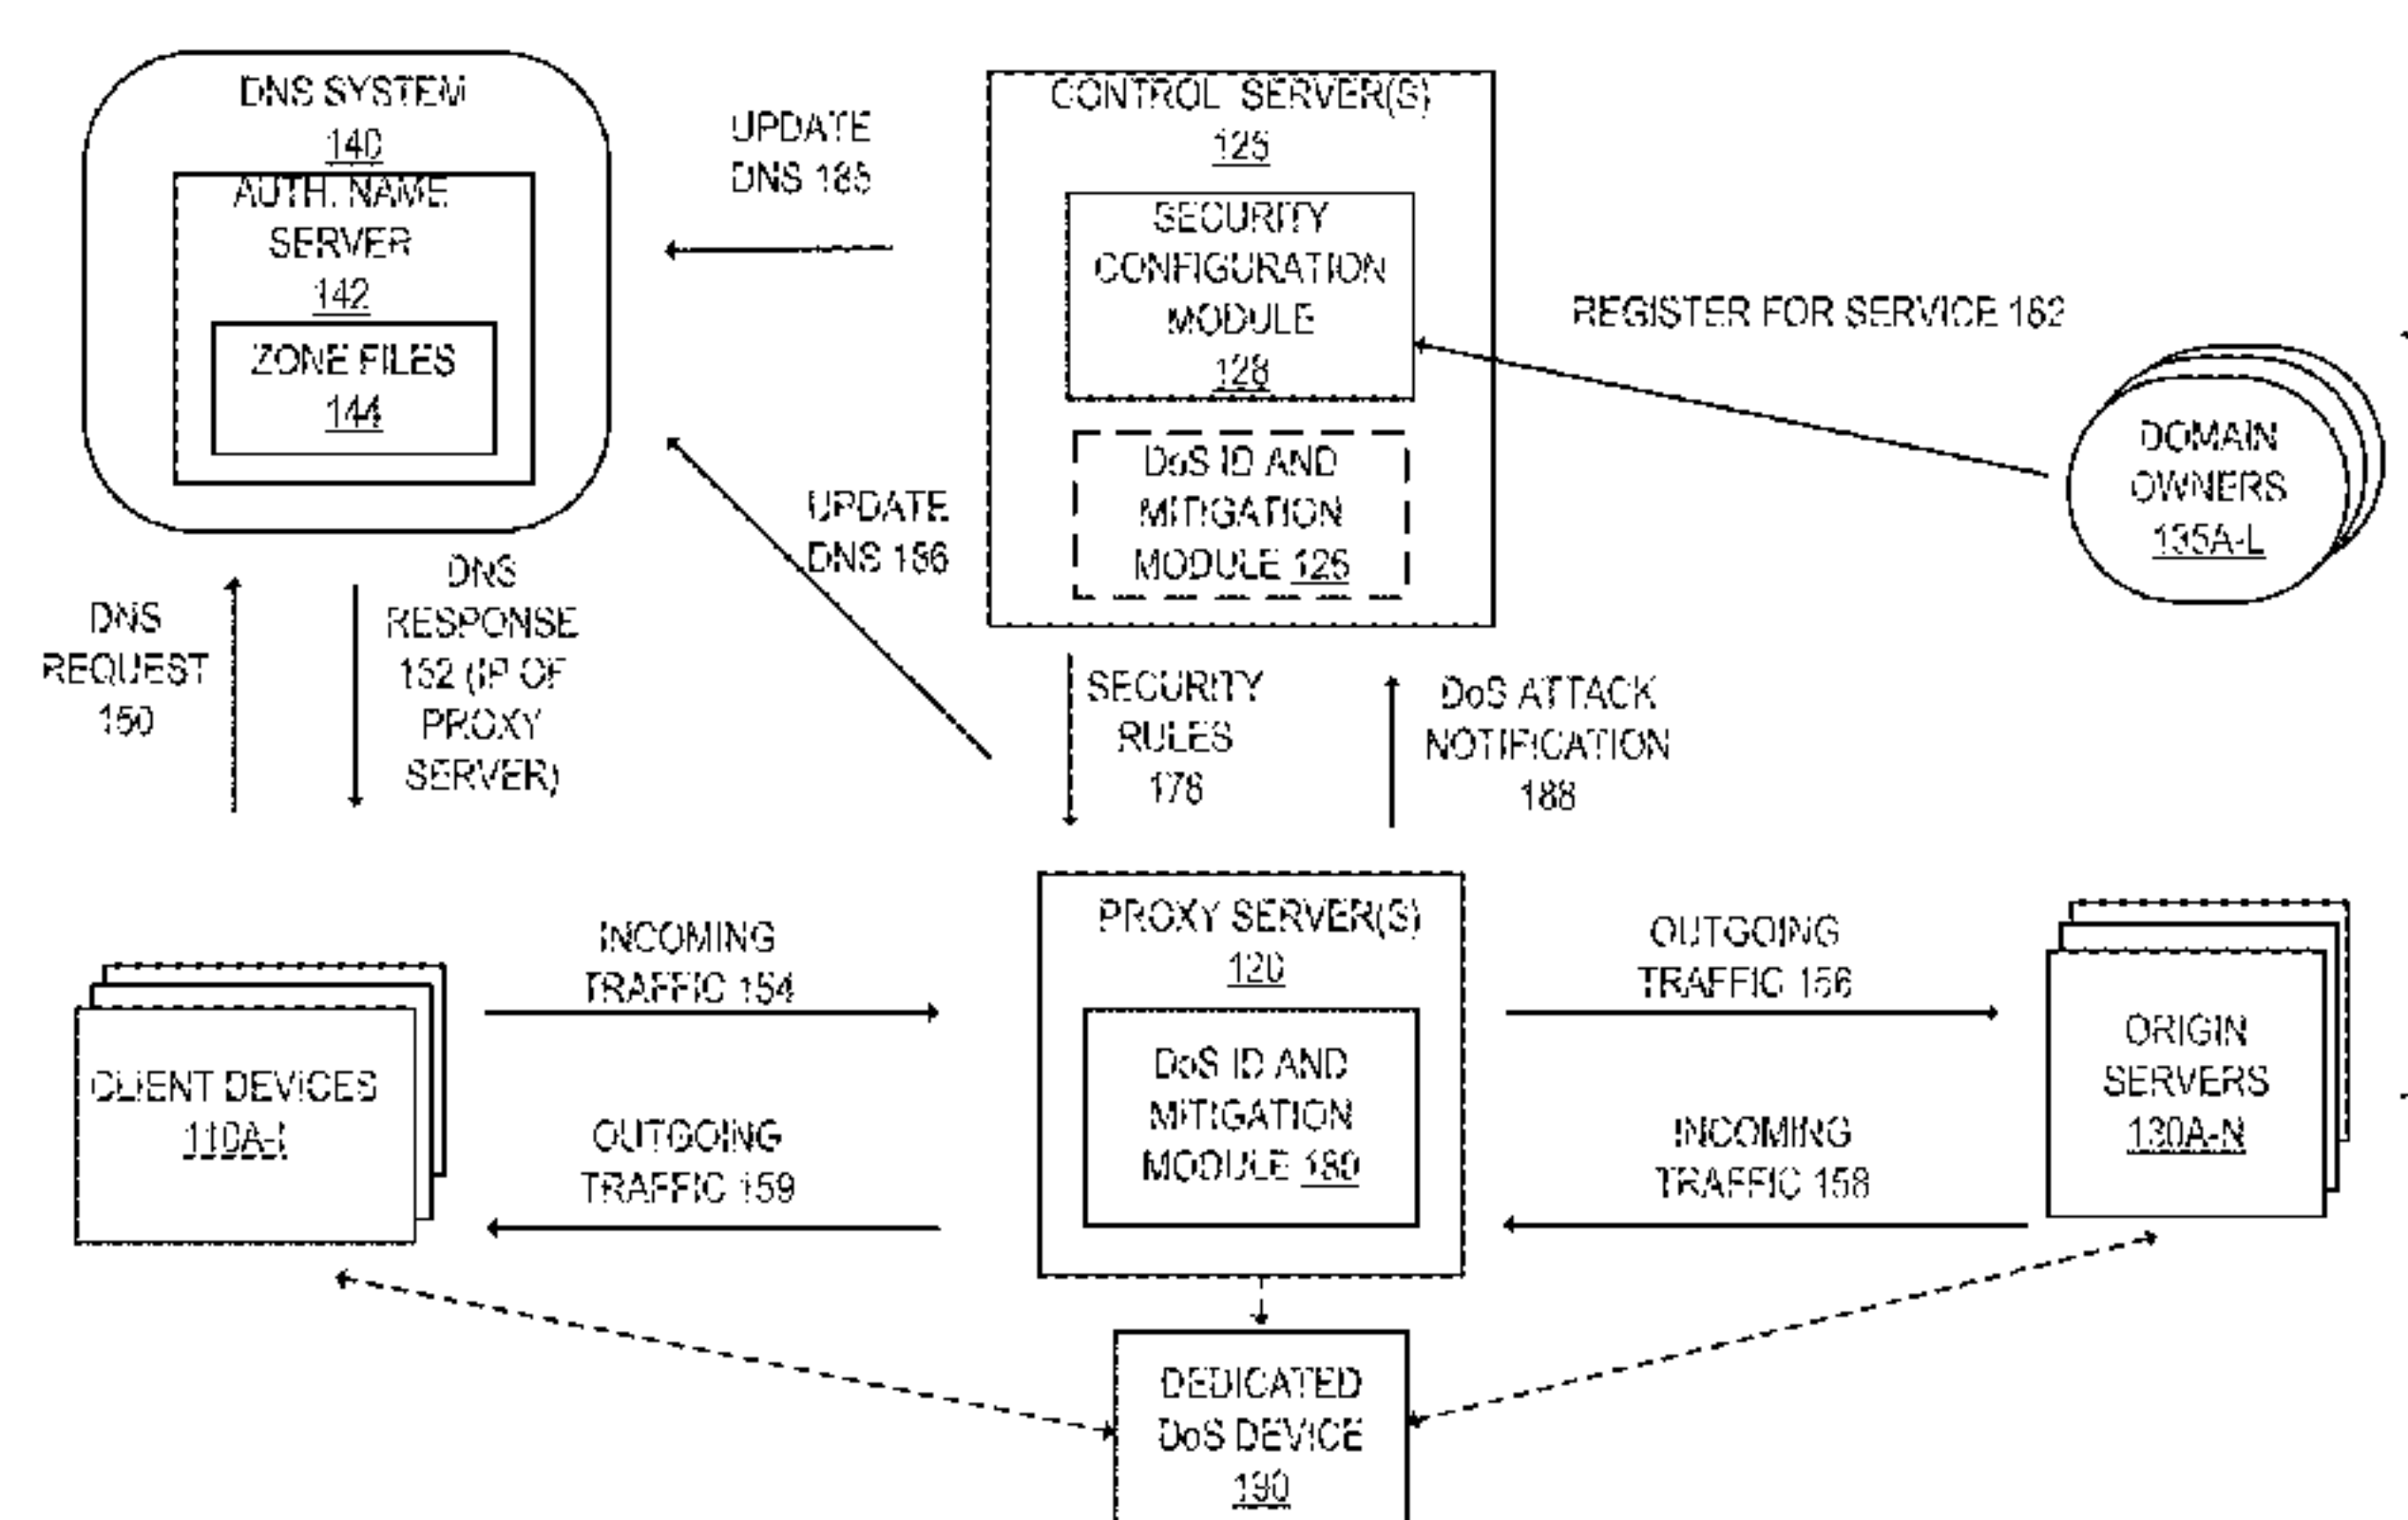 DNS SYSTEM
140
AUTH. NAME
SERVER
142
ZONE FILES
144
UPDATE
DNS 185
CONTROL SERVER(S)
125
SECURITY
CONFIGURATION
MODULE
128
DoS ID AND
MITIGATION
MODULE 126
REGISTER FOR SERVICE 162
DOMAIN
OWNERS
135A-L
UPDATE
DNS 186
DNS
REQUEST
150
DNS
RESPONSE
152 (IP OF
PROXY
SERVER)
SECURITY
RULES
178
DoS ATTACK
NOTIFICATION
188
CLIENT DEVICES
110A-I
INCOMING
TRAFFIC 154
OUTGOING
TRAFFIC 159
PROXY SERVER(S)
120
DoS ID AND
MITIGATION
MODULE 180
OUTGOING
TRAFFIC 156
INCOMING
TRAFFIC 158
ORIGIN
SERVERS
130A-N
DEDICATED
DoS DEVICE
190